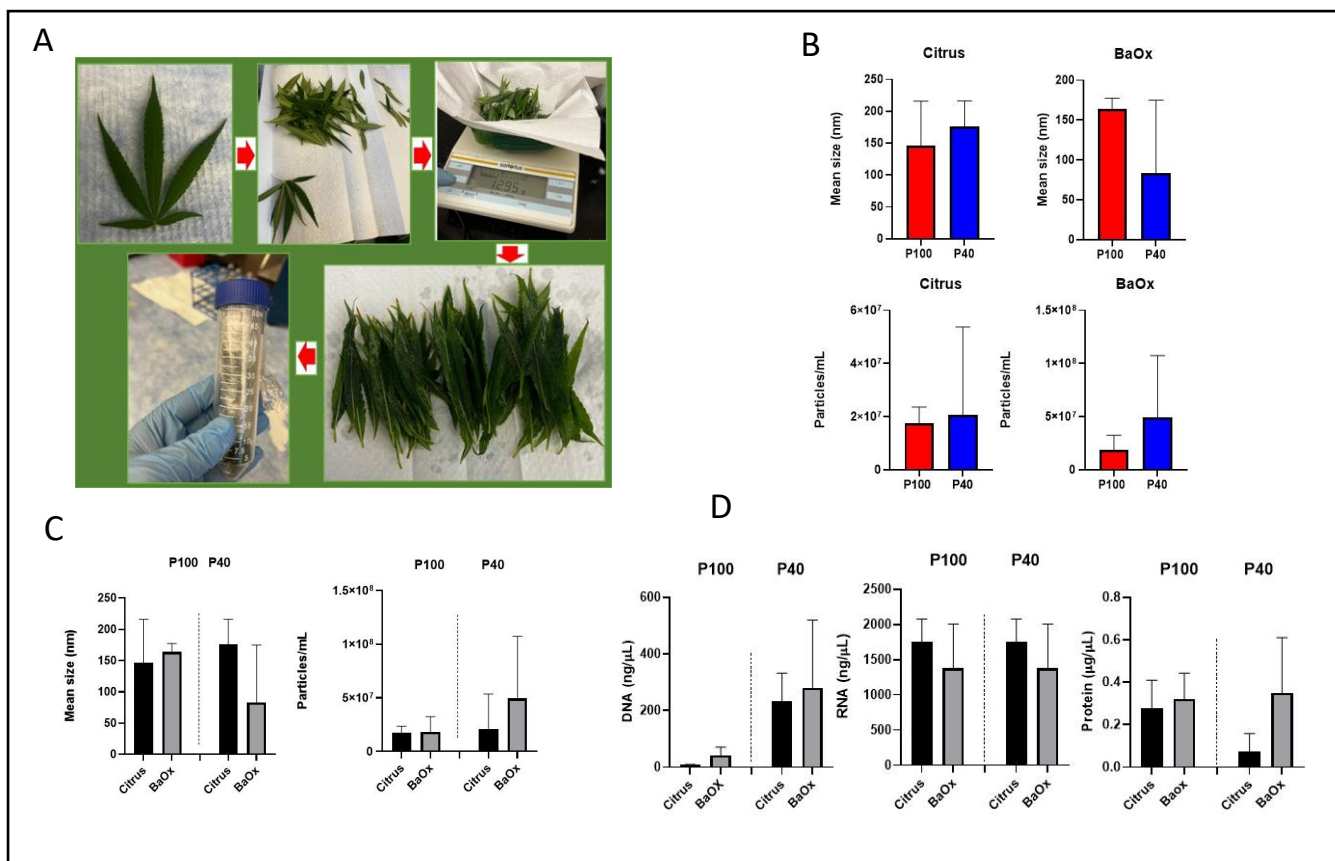 A
sartorius
1295
B
Citrus
BaOx
Mean size (nm)
250
200
150
100
50
0
P100
P40
Mean size (nm)
200
150
100
50
0
P100
P40
Citrus
BaOx
Particles/mL
6×10⁷
4×10⁷
2×10⁷
0
P100
P40
Particles/mL
1.5×10⁸
1×10⁸
5×10⁷
0
P100
P40
C
P100 P40
Mean size (nm)
250
200
150
100
50
0
Citrus
BaOx
Citrus
BaOx
P100 P40
Particles/mL
1.5×10⁸
1×10⁸
5×10⁷
0
Citrus
BaOx
Citrus
BaOx
D
P100 P40
DNA (ng/µL)
600
400
200
0
Citrus
BaOX
Citrus
BaOx
P100 P40
RNA (ng/µL)
2500
2000
1500
1000
500
0
Citrus
BaOx
Citrus
BaOx
P100 P40
Protein (µg/µL)
0.8
0.6
0.4
0.2
0.0
Citrus
Baox
Citrus
BaOx